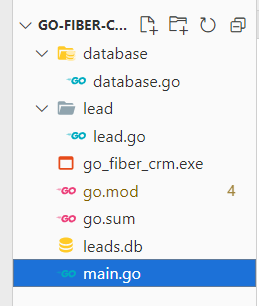 GO-FIBER-C...
database
GO database.go
lead
GO lead.go
go_fiber_crm.exe
GO go.mod 4
GO go.sum
leads.db
GO main.go